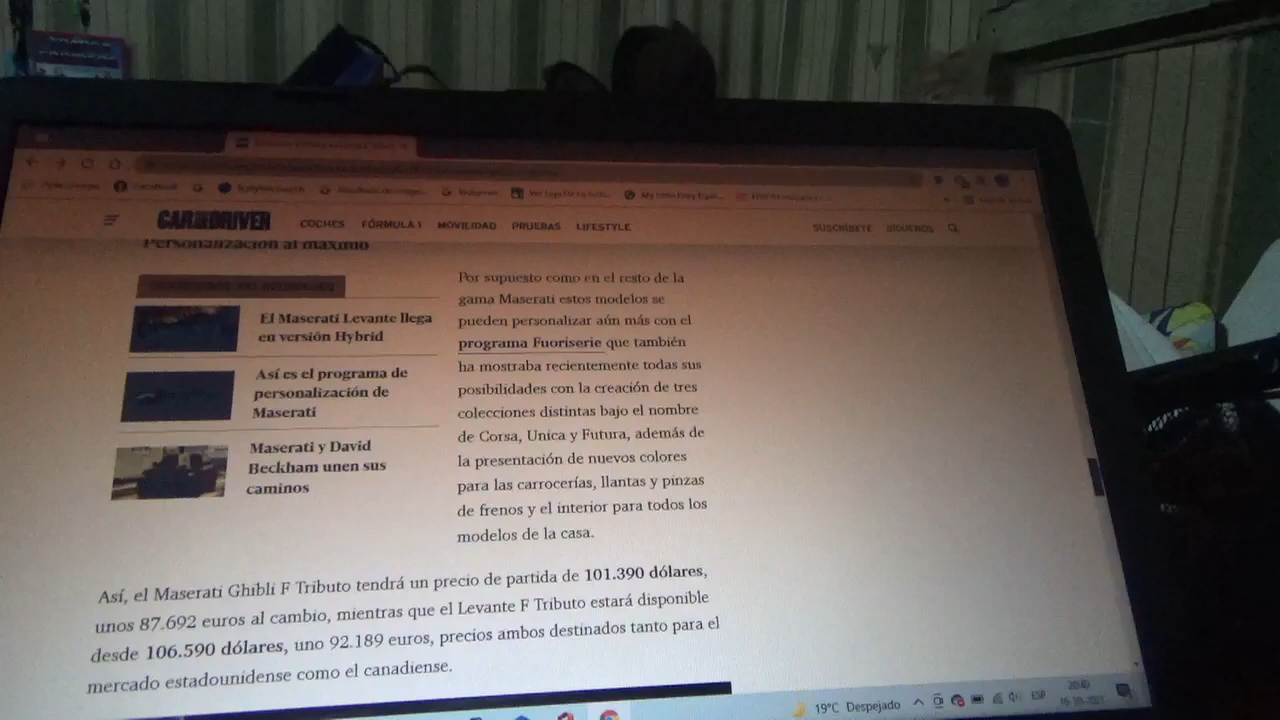 Facebook
CAR AND DRIVER
COCHES FÓRMULA 1 MOVILIDAD PRUEBAS LIFESTYLE
SUSCRÍBETE SÍGUENOS
Personalización al máximo
El Maserati Levante llega
en versión Hybrid
Así es el programa de
personalización de
Maserati
Maserati y David
Beckham unen sus
caminos
Por supuesto como en el resto de la
gama Maserati estos modelos se
pueden personalizar aún más con el
programa Fuoriserie que también
ha mostraba recientemente todas sus
posibilidades con la creación de tres
colecciones distintas bajo el nombre
de Corsa, Unica y Futura, además de
la presentación de nuevos colores
para las carrocerías, llantas y pinzas
de frenos y el interior para todos los
modelos de la casa.
Así, el Maserati Ghibli F Tributo tendrá un precio de partida de 101.390 dólares,
unos 87.692 euros al cambio, mientras que el Levante F Tributo estará disponible
desde 106.590 dólares, uno 92.189 euros, precios ambos destinados tanto para el
mercado estadounidense como el canadiense.
19°C Despejado
ESP